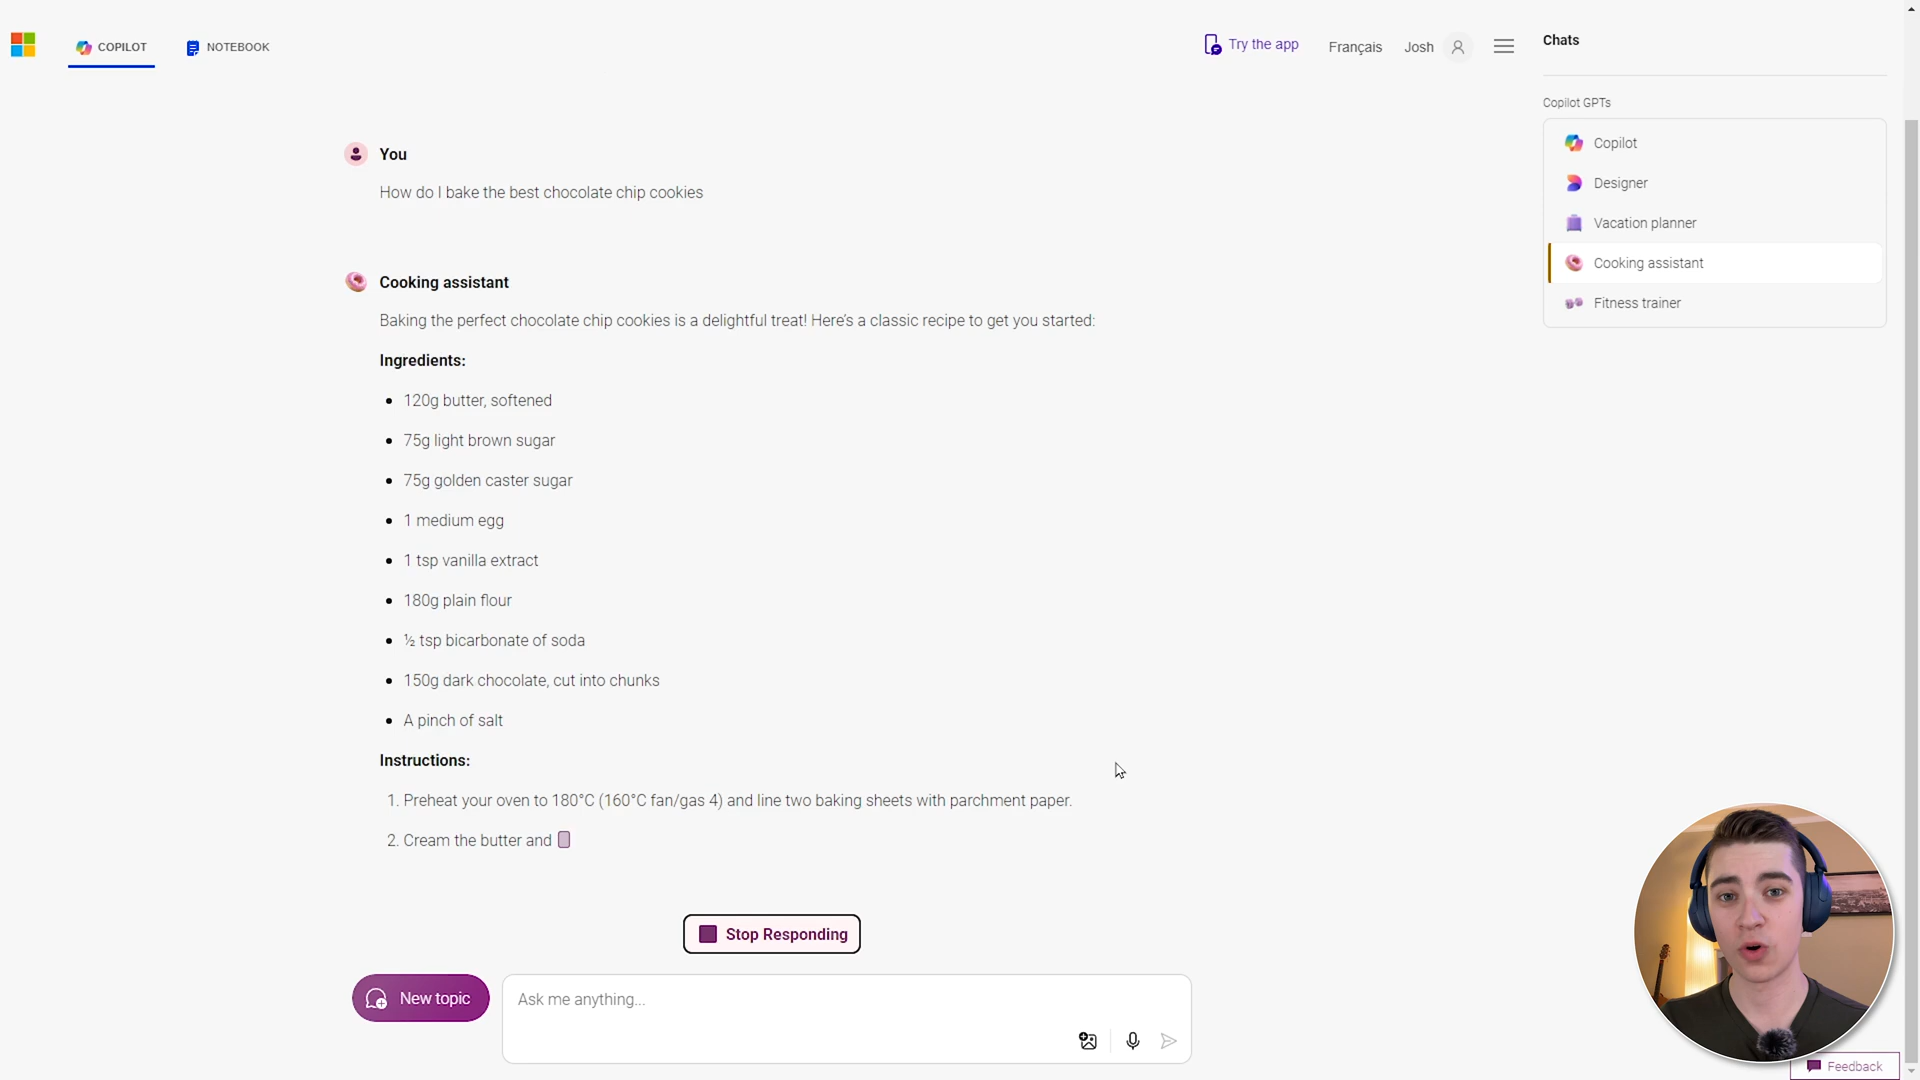 COPILOT
NOTEBOOK
Try the app
Français
Josh
Chats
Copilot GPTs
Copilot
Designer
Vacation planner
Cooking assistant
Fitness trainer
You
How do I bake the best chocolate chip cookies
Cooking assistant
Baking the perfect chocolate chip cookies is a delightful treat! Here's a classic recipe to get you started:
Ingredients:
• 120g butter, softened
• 75g light brown sugar
• 75g golden caster sugar
• 1 medium egg
• 1 tsp vanilla extract
• 180g plain flour
• ½ tsp bicarbonate of soda
• 150g dark chocolate, cut into chunks
• A pinch of salt
Instructions:
1. Preheat your oven to 180°C (160°C fan/gas 4) and line two baking sheets with parchment paper.
2. Cream the butter and
Stop Responding
New topic
Ask me anything...
Feedback